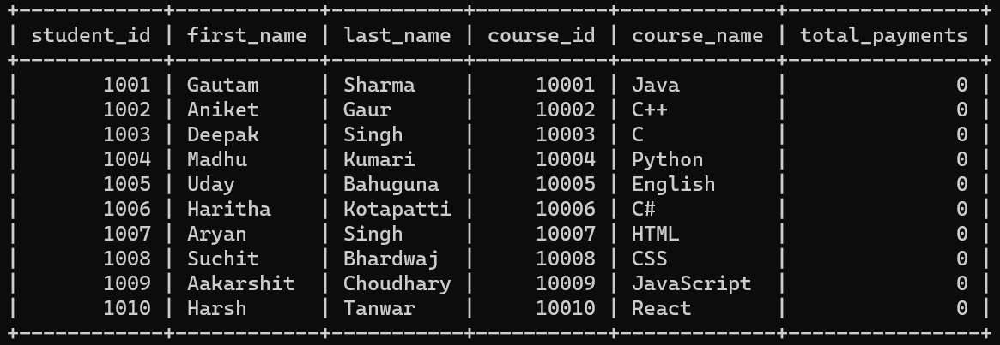 +------------+------------+-----------+-----------+-------------+----------------+
| student_id | first_name | last_name | course_id | course_name | total_payments |
+------------+------------+-----------+-----------+-------------+----------------+
|       1001 | Gautam     | Sharma    |     10001 | Java        |              0 |
|       1002 | Aniket     | Gaur      |     10002 | C++         |              0 |
|       1003 | Deepak     | Singh     |     10003 | C           |              0 |
|       1004 | Madhu      | Kumari    |     10004 | Python      |              0 |
|       1005 | Uday       | Bahuguna  |     10005 | English     |              0 |
|       1006 | Haritha    | Kotapatti |     10006 | C#          |              0 |
|       1007 | Aryan      | Singh     |     10007 | HTML        |              0 |
|       1008 | Suchit     | Bhardwaj  |     10008 | CSS         |              0 |
|       1009 | Aakarshit  | Choudhary |     10009 | JavaScript  |              0 |
|       1010 | Harsh      | Tanwar    |     10010 | React       |              0 |
+------------+------------+-----------+-----------+-------------+----------------+